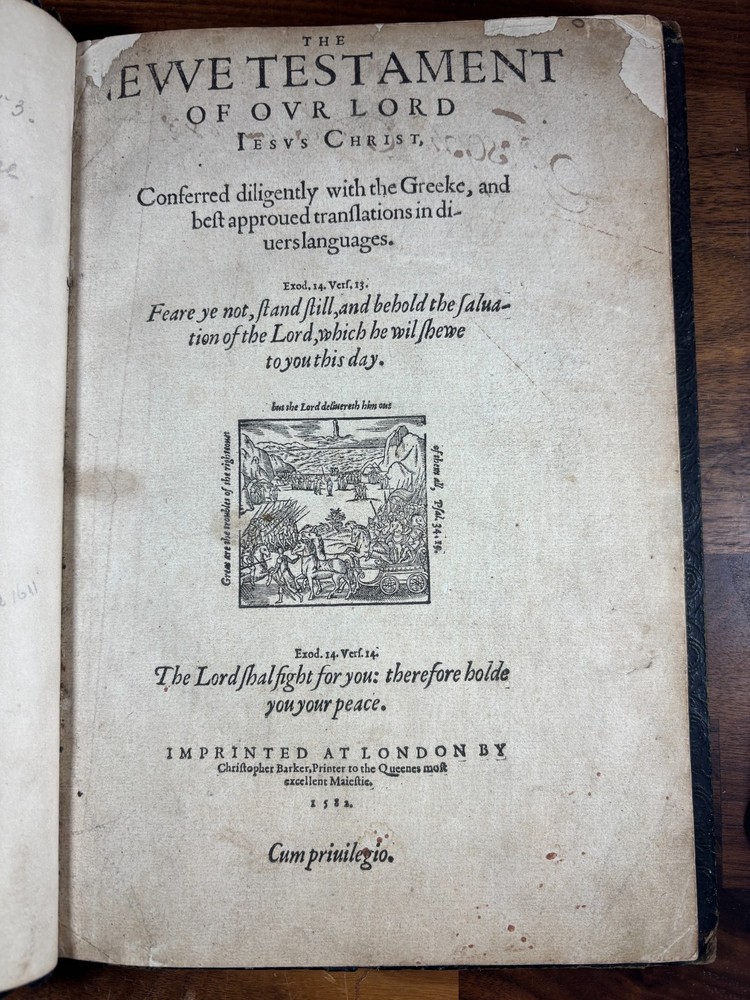 THE
EVVE TESTAMENT
OF OVR LORD
IESVS CHRIST,
Conferred diligently with the Greeke, and
beſt approued tranſlations in di-
uers languages.
Exod. 14. Verſ. 13.
Feare ye not, ſtand ſtill, and behold the ſalua-
tion of the Lord, which he wil ſhewe
to you this day.
but the Lord deliuereth him out
Great are the troubles of the righteous
of them all, Pſal. 34. 19.
Exod. 14. Verſ. 14.
The Lord ſhal fight for you: therefore holde
you your peace.
IMPRINTED AT LONDON BY
Chriſtopher Barker, Printer to the Queenes moſt
excellent Maieſtie.
1582.
Cum priuilegio.
3.
1611